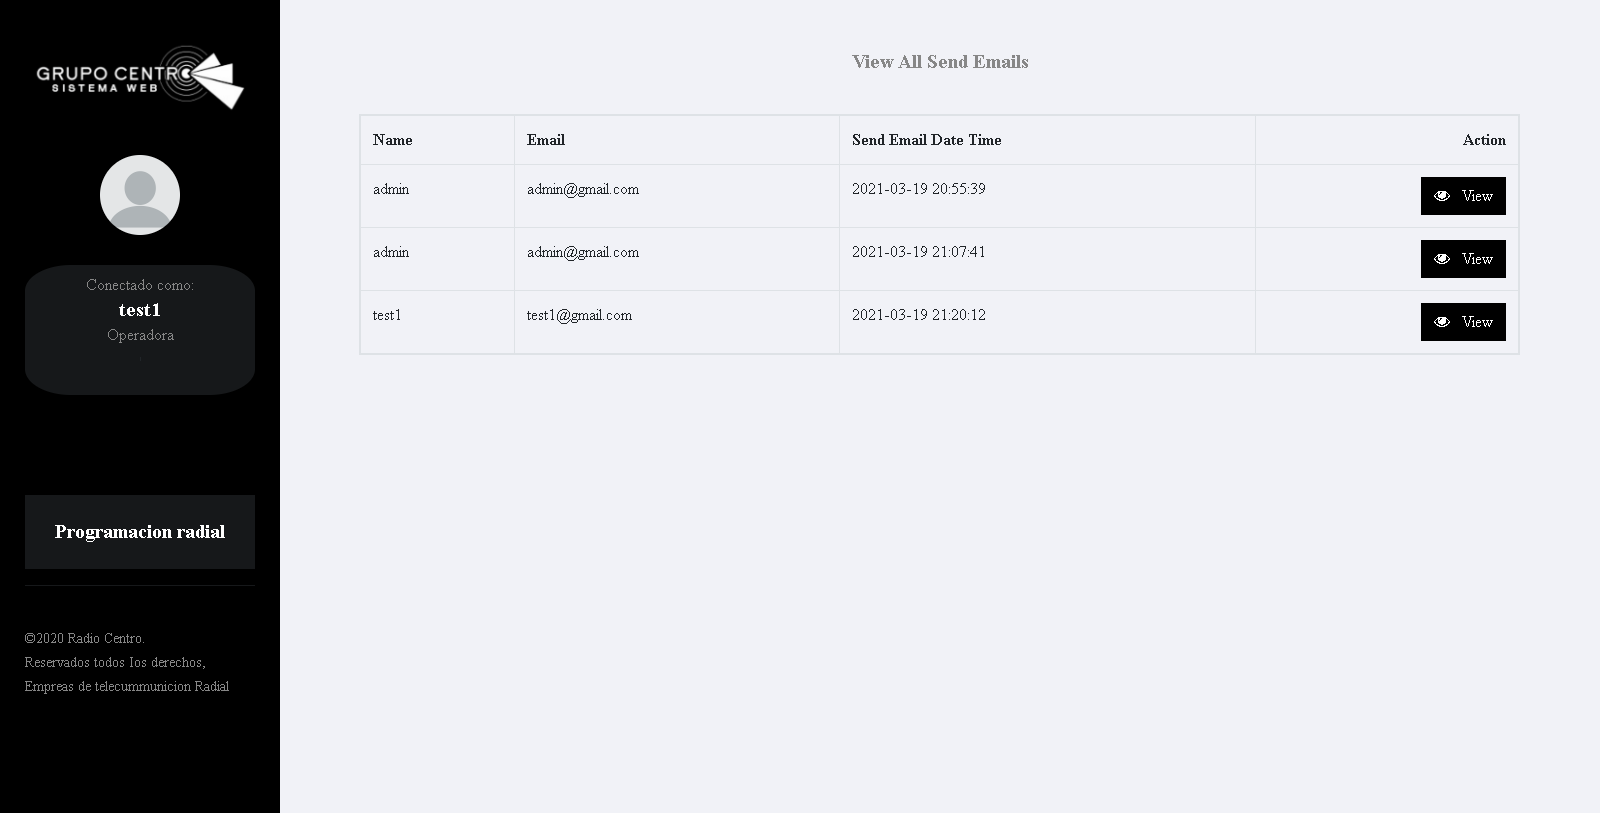 GRUPO CENTRO
SISTEMA WEB
Conectado como:
test1
Operadora
Programacion radial
©2020 Radio Centro.
Reservados todos los derechos,
Empreas de telecummunicion Radial
View All Send Emails
Name Email Send Email Date Time Action
admin admin@gmail.com 2021-03-19 20:55:39 View
admin admin@gmail.com 2021-03-19 21:07:41 View
test1 test1@gmail.com 2021-03-19 21:20:12 View